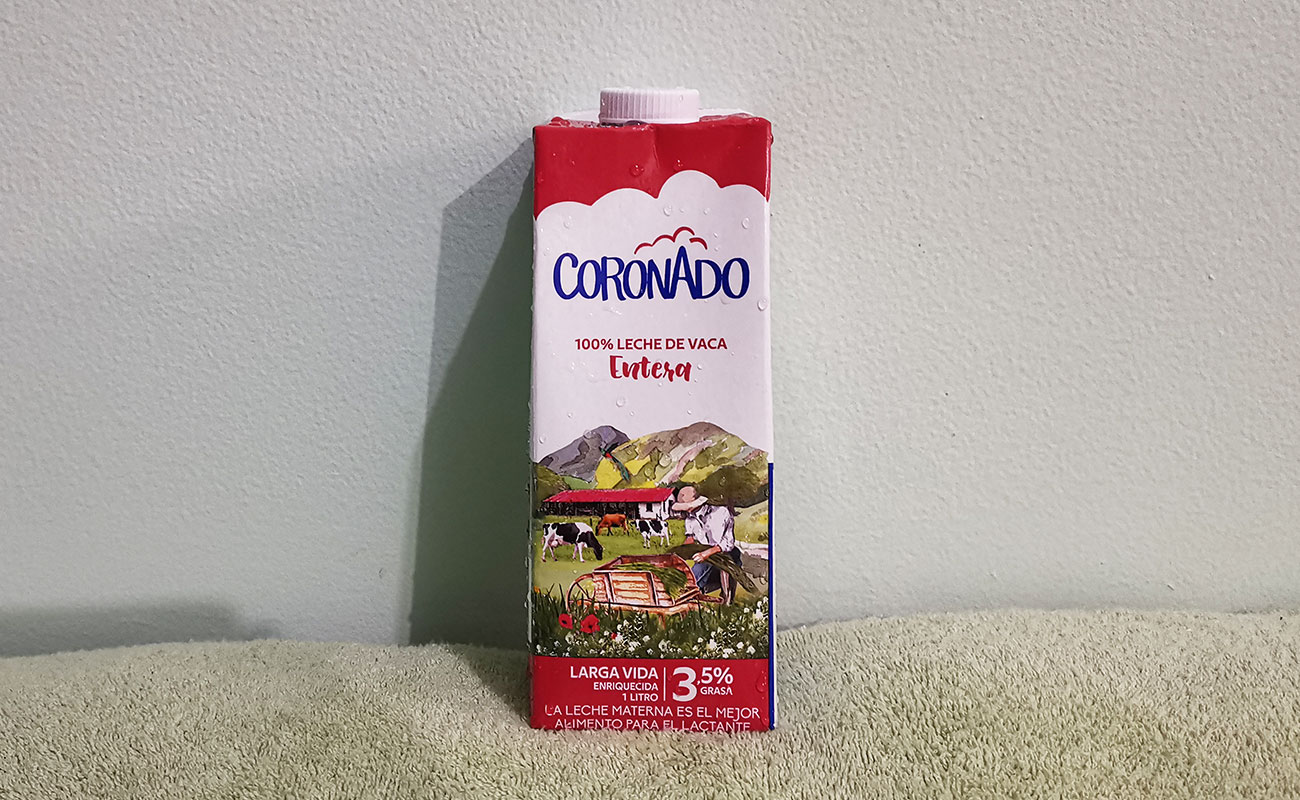 CORONADO
100% LECHE DE VACA
Entera
LARGA VIDA
ENRIQUECIDA
1 LITRO
3,5%
GRASA
LA LECHE MATERNA ES EL MEJOR
ALIMENTO PARA EL LACTANTE